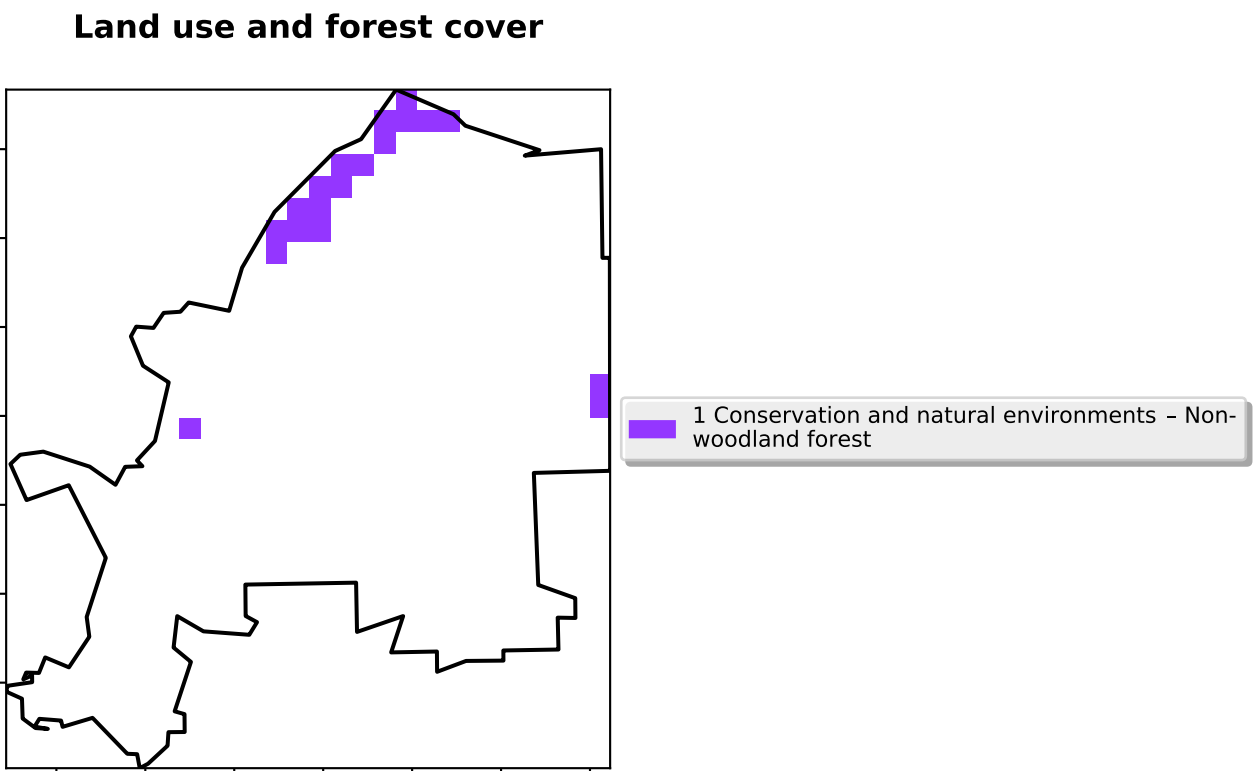 Land use and forest cover
1 Conservation and natural environments – Non-
woodland forest